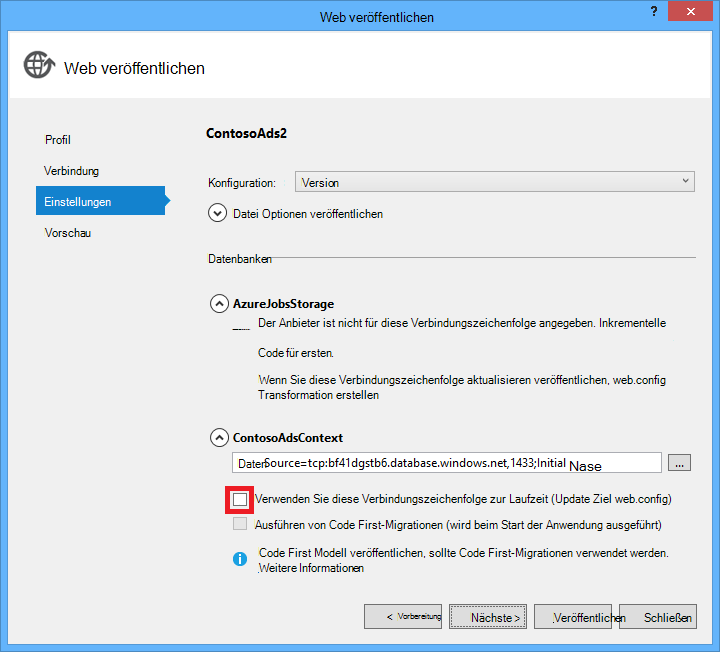 Web veröffentlichen
?
Web veröffentlichen
Profil
Verbindung
Einstellungen
Vorschau
ContosoAds2
Konfiguration:
Version
Datei Optionen veröffentlichen
Datenbanken
AzureJobsStorage
Der Anbieter ist nicht für diese Verbindungszeichenfolge angegeben. Inkrementelle
Code für ersten.
Wenn Sie diese Verbindungszeichenfolge aktualisieren veröffentlichen, web.config
Transformation erstellen
ContosoAdsContext
DatenSource=tcp:bf41dgstb6.database.windows.net,1433;Initial Nase
...
Verwenden Sie diese Verbindungszeichenfolge zur Laufzeit (Update Ziel web.config)
Ausführen von Code First-Migrationen (wird beim Start der Anwendung ausgeführt)
Code First Modell veröffentlichen, sollte Code First-Migrationen verwendet werden.
.Weitere Informationen
< Vorbereitung
Nächste >
.Veröffentlichen
Schließen